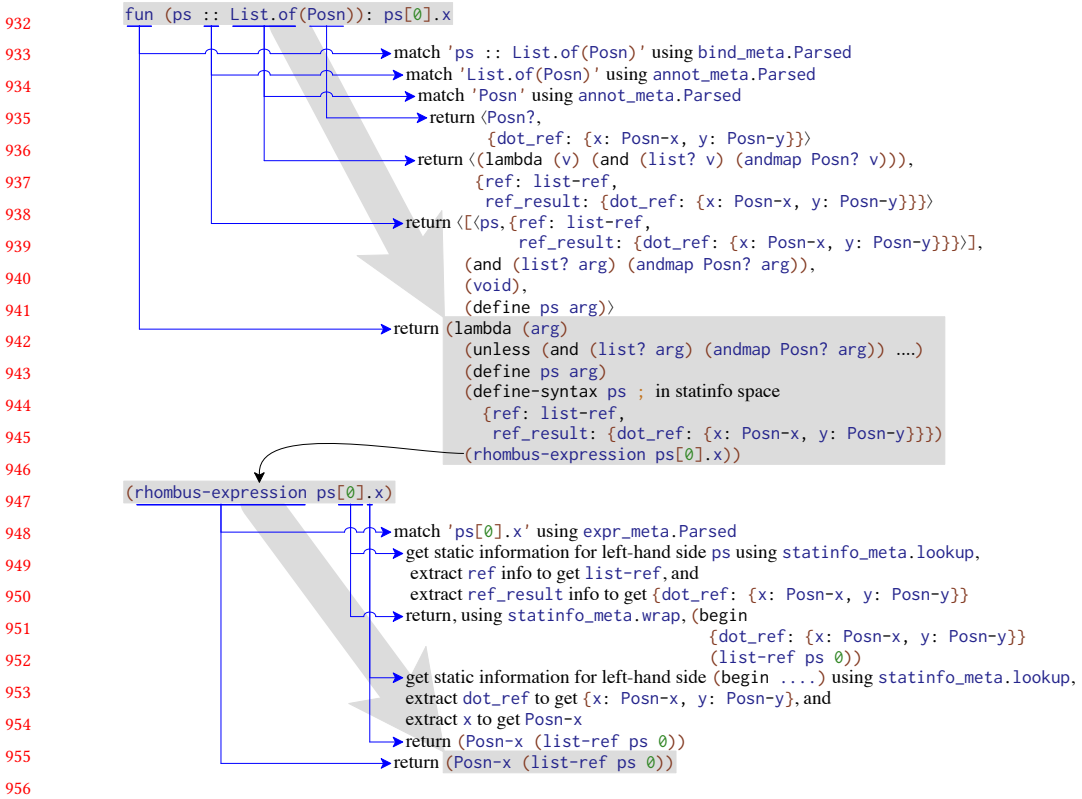 932 fun (ps :: List.of(Posn)): ps[0].x
933 match 'ps :: List.of(Posn)' using bind_meta.Parsed
934 match 'List.of(Posn)' using annot_meta.Parsed
match 'Posn' using annot_meta.Parsed
935 return ⟨Posn?,
936 {dot_ref: {x: Posn-x, y: Posn-y}}⟩
return ⟨(lambda (v) (and (list? v) (andmap Posn? v))),
937 {ref: list-ref,
938 ref_result: {dot_ref: {x: Posn-x, y: Posn-y}}}⟩
return ⟨[⟨ps,{ref: list-ref,
939 ref_result: {dot_ref: {x: Posn-x, y: Posn-y}}}⟩],
940 (and (list? arg) (andmap Posn? arg)),
(void),
941 (define ps arg)⟩
942 return (lambda (arg)
(unless (and (list? arg) (andmap Posn? arg)) ....)
943 (define ps arg)
944 (define-syntax ps ; in statinfo space
{ref: list-ref,
945 ref_result: {dot_ref: {x: Posn-x, y: Posn-y}}})
946 (rhombus-expression ps[0].x))
947 (rhombus-expression ps[0].x)
948 match 'ps[0].x' using expr_meta.Parsed
949 get static information for left-hand side ps using statinfo_meta.lookup,
extract ref info to get list-ref, and
950 extract ref_result info to get {dot_ref: {x: Posn-x, y: Posn-y}}
951 return, using statinfo_meta.wrap, (begin
{dot_ref: {x: Posn-x, y: Posn-y}}
952 (list-ref ps 0))
953 get static information for left-hand side (begin ....) using statinfo_meta.lookup,
extract dot_ref to get {x: Posn-x, y: Posn-y}, and
954 extract x to get Posn-x
955 return (Posn-x (list-ref ps 0))
return (Posn-x (list-ref ps 0))
956